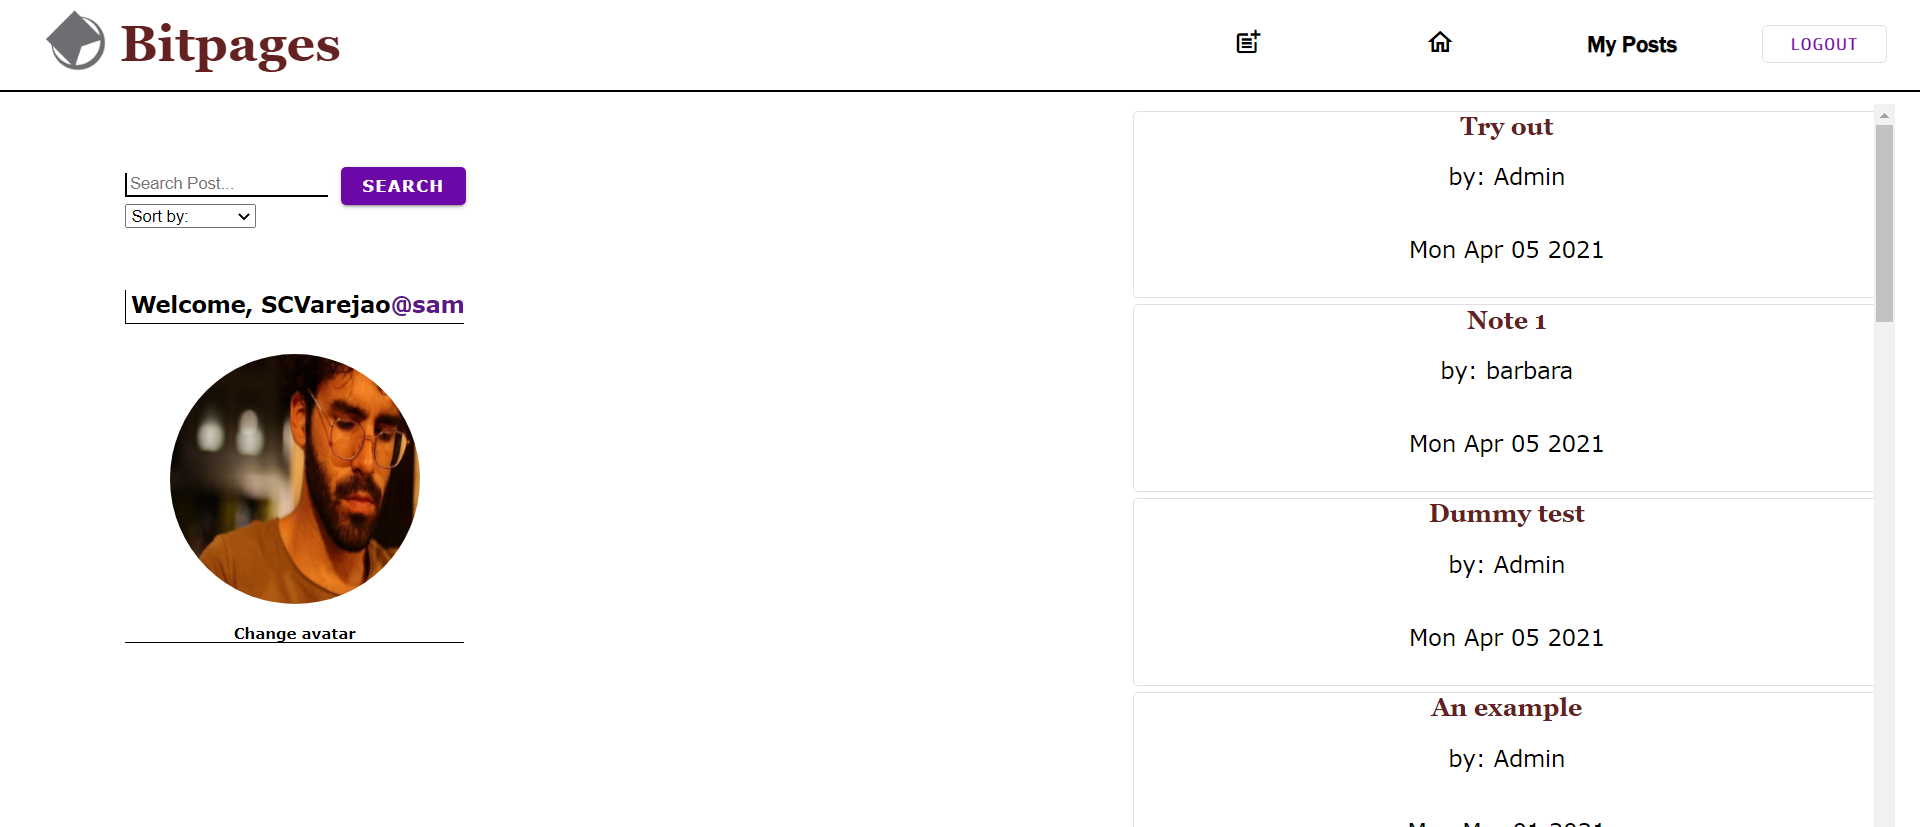 Bitpages
My Posts
LOGOUT
Search Post...
SEARCH
Sort by:
Welcome, SCVarejao@sam
Change avatar
Try out
by: Admin
Mon Apr 05 2021
Note 1
by: barbara
Mon Apr 05 2021
Dummy test
by: Admin
Mon Apr 05 2021
An example
by: Admin